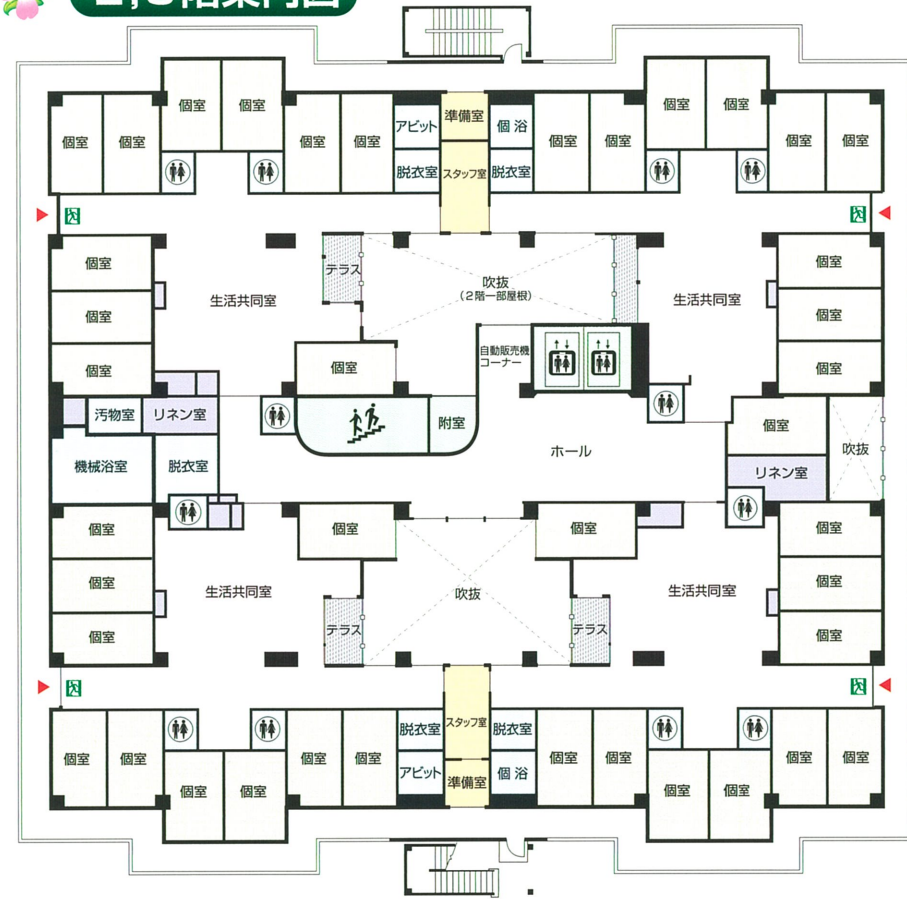 2,3階案内図
個室
個室
個室
個室
個室
個室
アビット
準備室
個 浴
個室
個室
個室
個室
個室
個室
脱衣室
スタッフ室
脱衣室
個室
テラス
吹抜
(2階一部屋根)
個室
生活共同室
生活共同室
個室
個室
個室
個室
自動販売機
コーナー
個室
個室
汚物室
リネン室
附室
個室
ホール
吹抜
機械浴室
脱衣室
リネン室
個室
個室
個室
個室
個室
生活共同室
吹抜
生活共同室
個室
個室
テラス
テラス
個室
個室
個室
個室
個室
個室
脱衣室
スタッフ室
脱衣室
個室
個室
個室
個室
個室
個室
アビット
準備室
個 浴
個室
個室